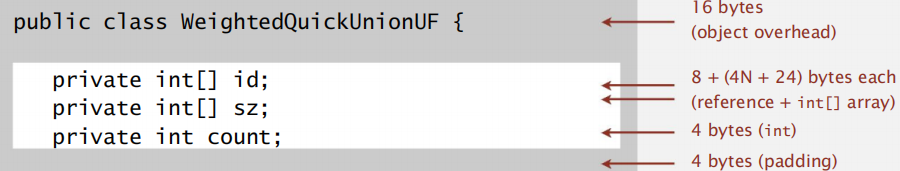 16 bytes
public class WeightedQuickUnionUF {
(object overhead)
private int[] id;
8 + (4N + 24) bytes each
private int[] sz;
(reference + int[] array)
private int count;
4 bytes (int)
4 bytes (padding)